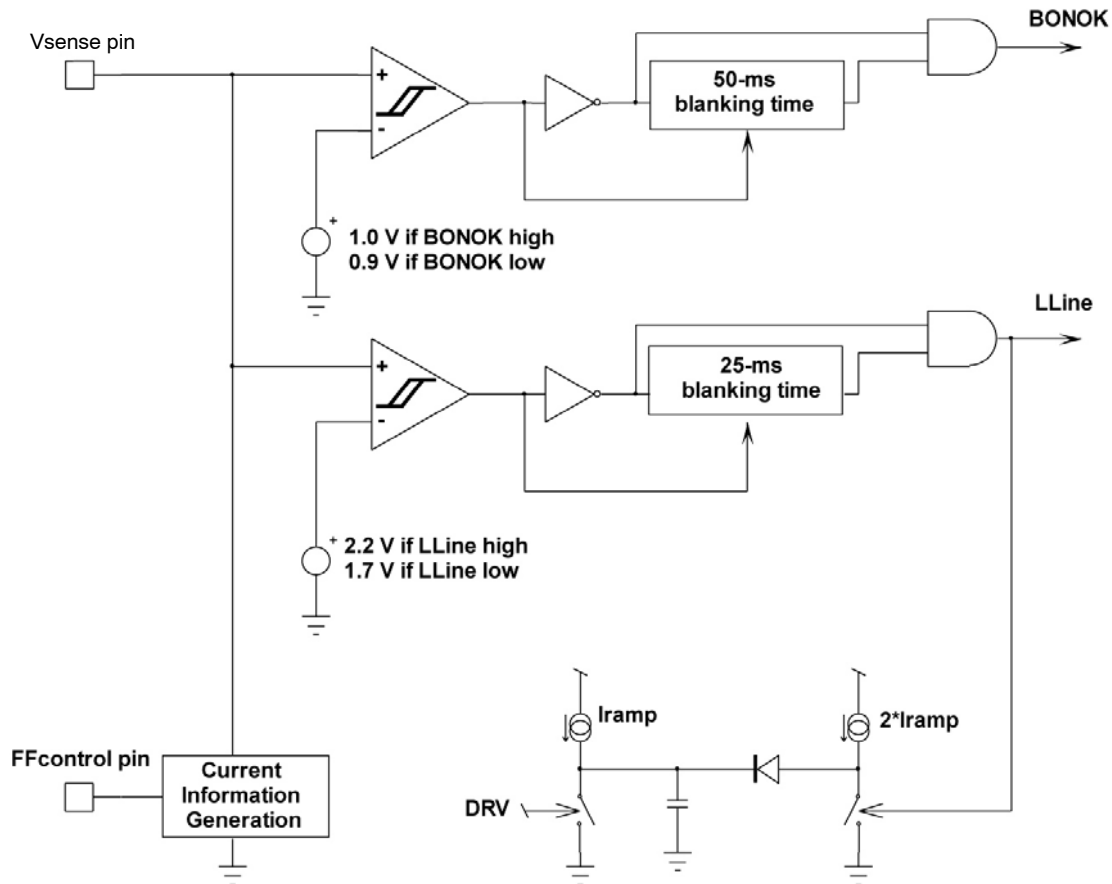 BONOK
Vsense pin
+
-
50-ms
blanking time
+
1.0 V if BONOK high
0.9 V if BONOK low
LLine
+
-
25-ms
blanking time
+
2.2 V if LLine high
1.7 V if LLine low
Iramp
2*Iramp
FFcontrol pin
Current
Information
Generation
DRV